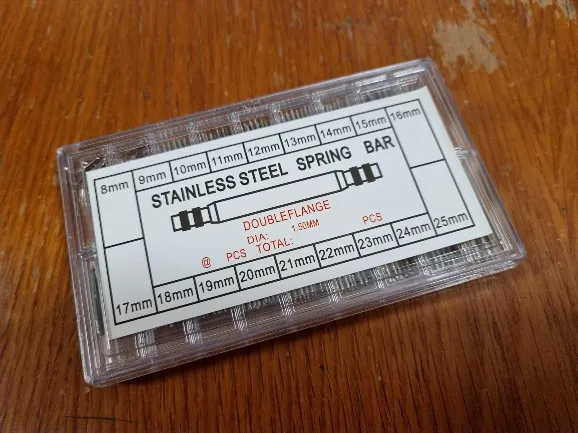 8mm 9mm 10mm 11mm 12mm 13mm 14mm 15mm 16mm
STAINLESS STEEL SPRING BAR
DOUBLEFLANGE
DIA: 1.50MM
@ PCS TOTAL: PCS
17mm 18mm 19mm 20mm 21mm 22mm 23mm 24mm 25mm